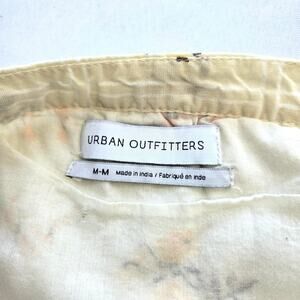 URBAN OUTFITTERS
M-M Made in India / Fabriqué en Inde